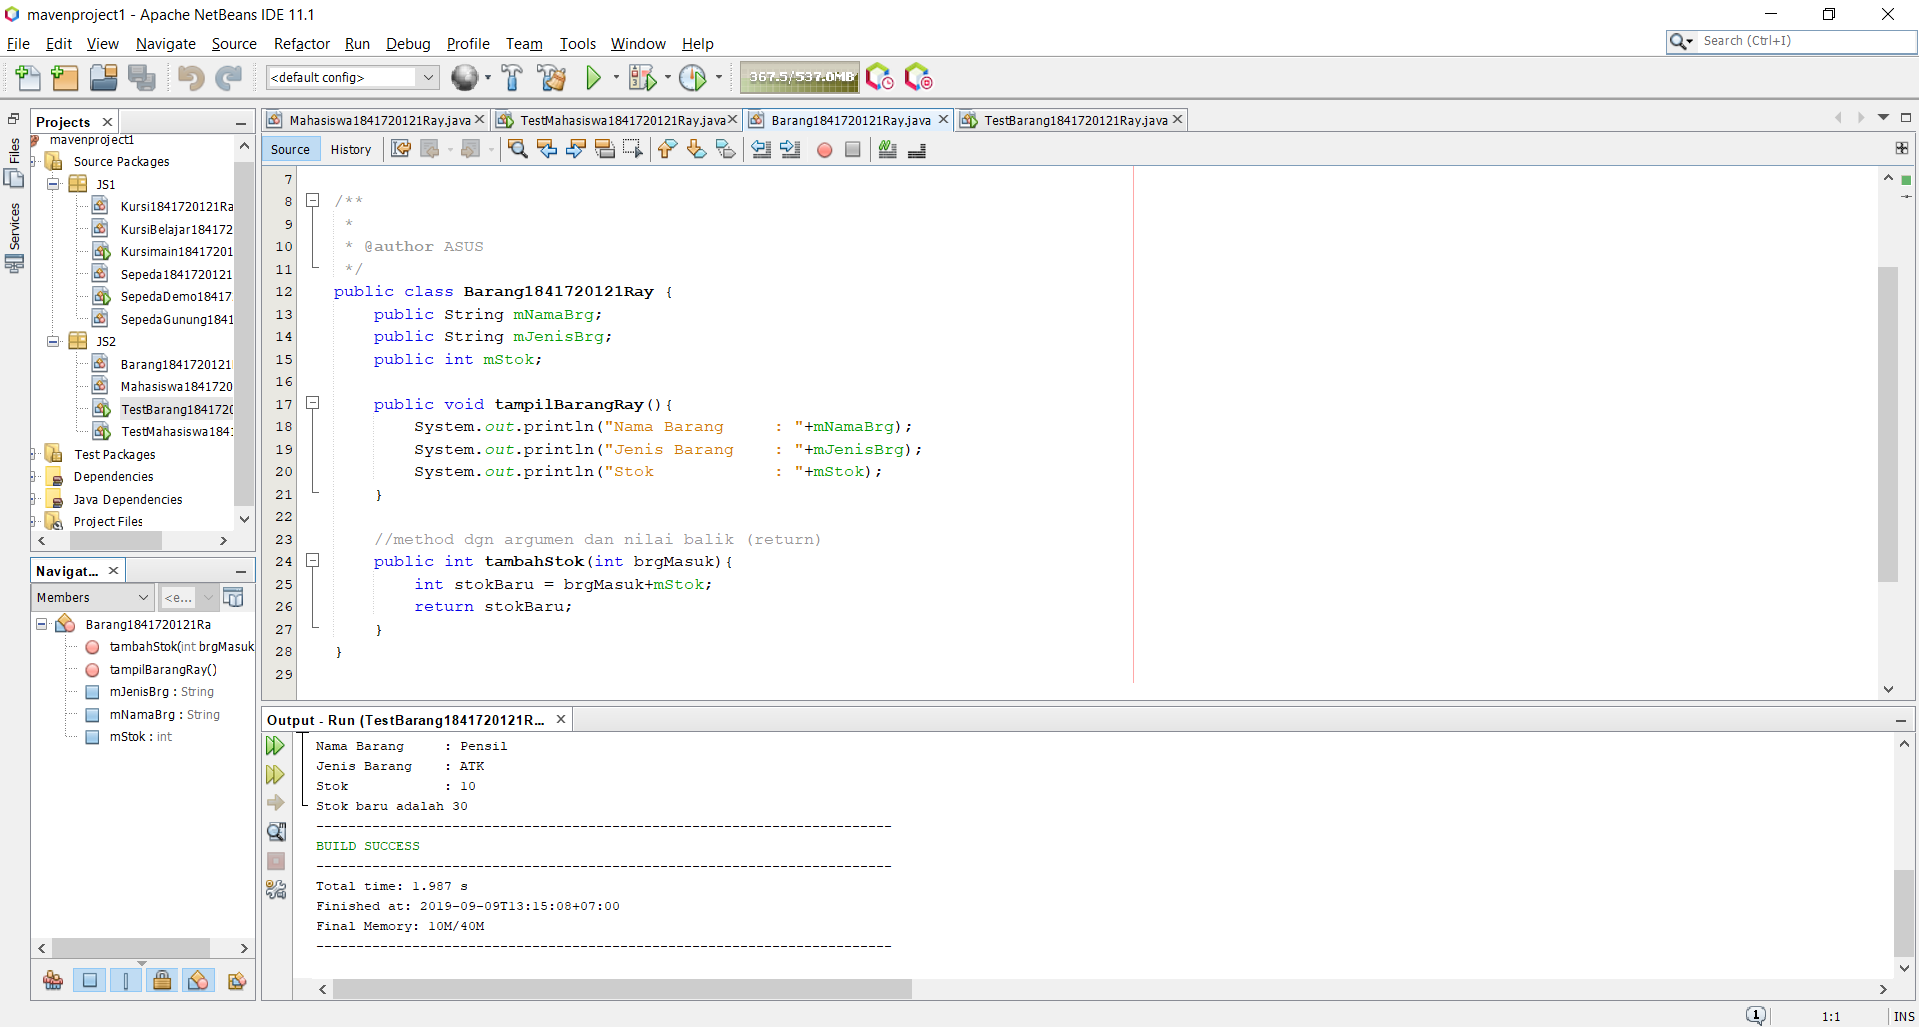 mavenproject1 - Apache NetBeans IDE 11.1
File Edit View Navigate Source Refactor Run Debug Profile Team Tools Window Help
Search (Ctrl+I)
<default config>
367.5/537.0MB
Projects
Files
Services
mavenproject1
Source Packages
JS1
Kursi1841720121Ra
KursiBelajar184172
Kursimain18417201
Sepeda1841720121
SepedaDemo18417
SepedaGunung1841
JS2
Barang1841720121
Mahasiswa1841720
TestBarang1841720
TestMahasiswa184
Test Packages
Dependencies
Java Dependencies
Project Files
Navigat...
Members
<e...
Barang1841720121Ra
tambahStok(int brgMasuk
tampilBarangRay()
mJenisBrg : String
mNamaBrg : String
mStok : int
Mahasiswa1841720121Ray.java TestMahasiswa1841720121Ray.java Barang1841720121Ray.java TestBarang1841720121Ray.java
Source History
7
8 /**
9 *
10 * @author ASUS
11 */
12 public class Barang1841720121Ray {
13 public String mNamaBrg;
14 public String mJenisBrg;
15 public int mStok;
16
17 public void tampilBarangRay(){
18 System.out.println("Nama Barang     : "+mNamaBrg);
19 System.out.println("Jenis Barang    : "+mJenisBrg);
20 System.out.println("Stok            : "+mStok);
21 }
22
23 //method dgn argumen dan nilai balik (return)
24 public int tambahStok(int brgMasuk){
25 int stokBaru = brgMasuk+mStok;
26 return stokBaru;
27 }
28 }
29
Output - Run (TestBarang1841720121R...
Nama Barang     : Pensil
Jenis Barang    : ATK
Stok            : 10
Stok baru adalah 30
------------------------------------------------------------------------
BUILD SUCCESS
------------------------------------------------------------------------
Total time: 1.987 s
Finished at: 2019-09-09T13:15:08+07:00
Final Memory: 10M/40M
------------------------------------------------------------------------
1
1:1
INS